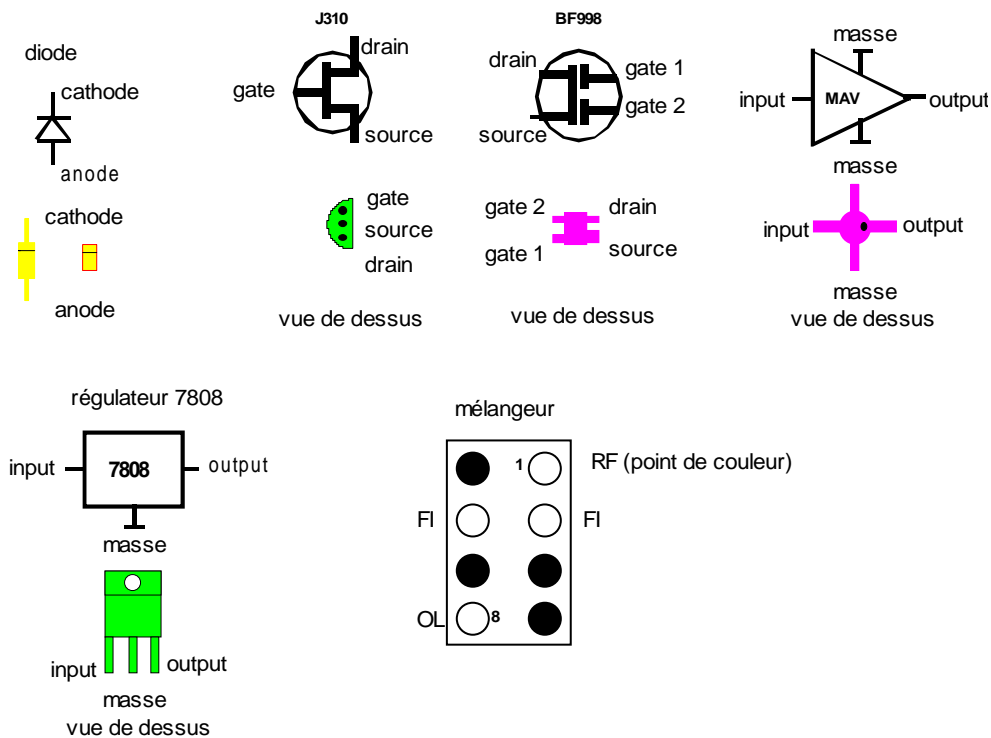 diode
cathode
anode
cathode
anode
J310
drain
gate
source
gate
source
drain
vue de dessus
BF998
drain
gate 1
gate 2
source
gate 2
drain
gate 1
source
vue de dessus
masse
input
MAV
output
masse
input
output
masse
vue de dessus
régulateur 7808
input
7808
output
masse
input
output
masse
vue de dessus
mélangeur
1
RF (point de couleur)
FI
FI
OL
8